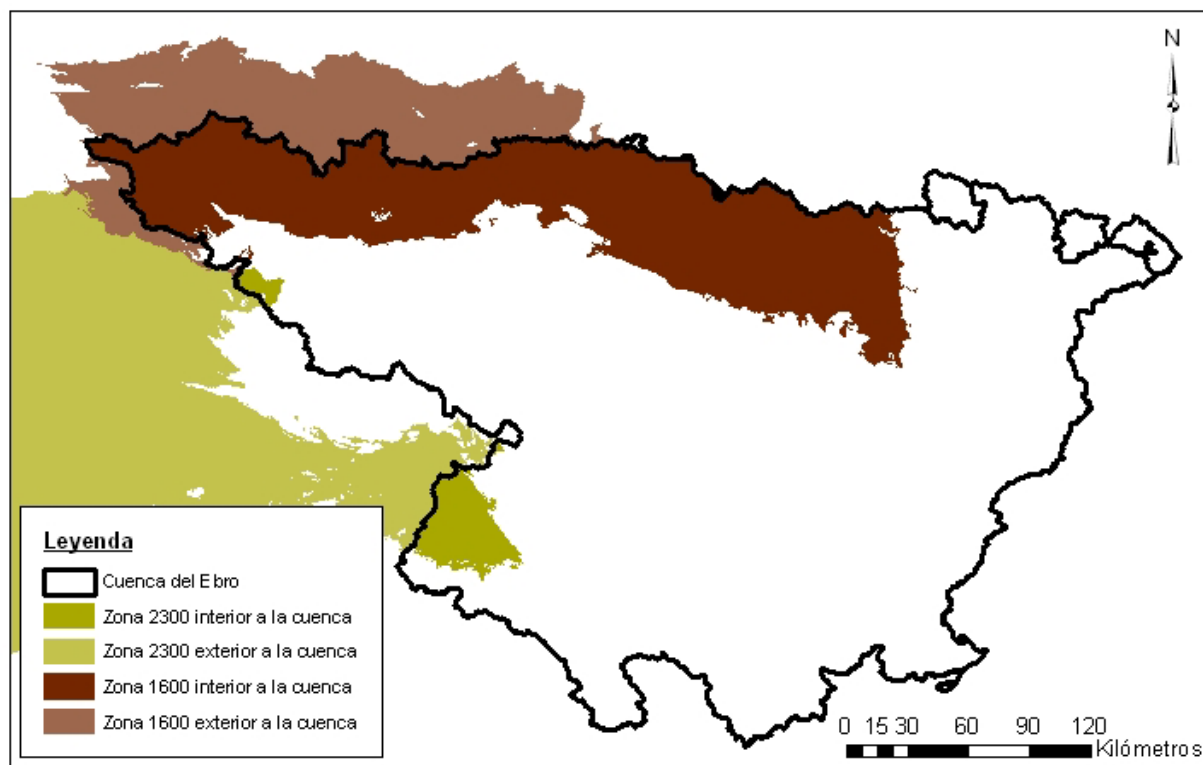 N
Leyenda
Cuenca del Ebro
Zona 2300 interior a la cuenca
Zona 2300 exterior a la cuenca
Zona 1600 interior a la cuenca
Zona 1600 exterior a la cuenca
0 15 30 60 90 120
Kilómetros